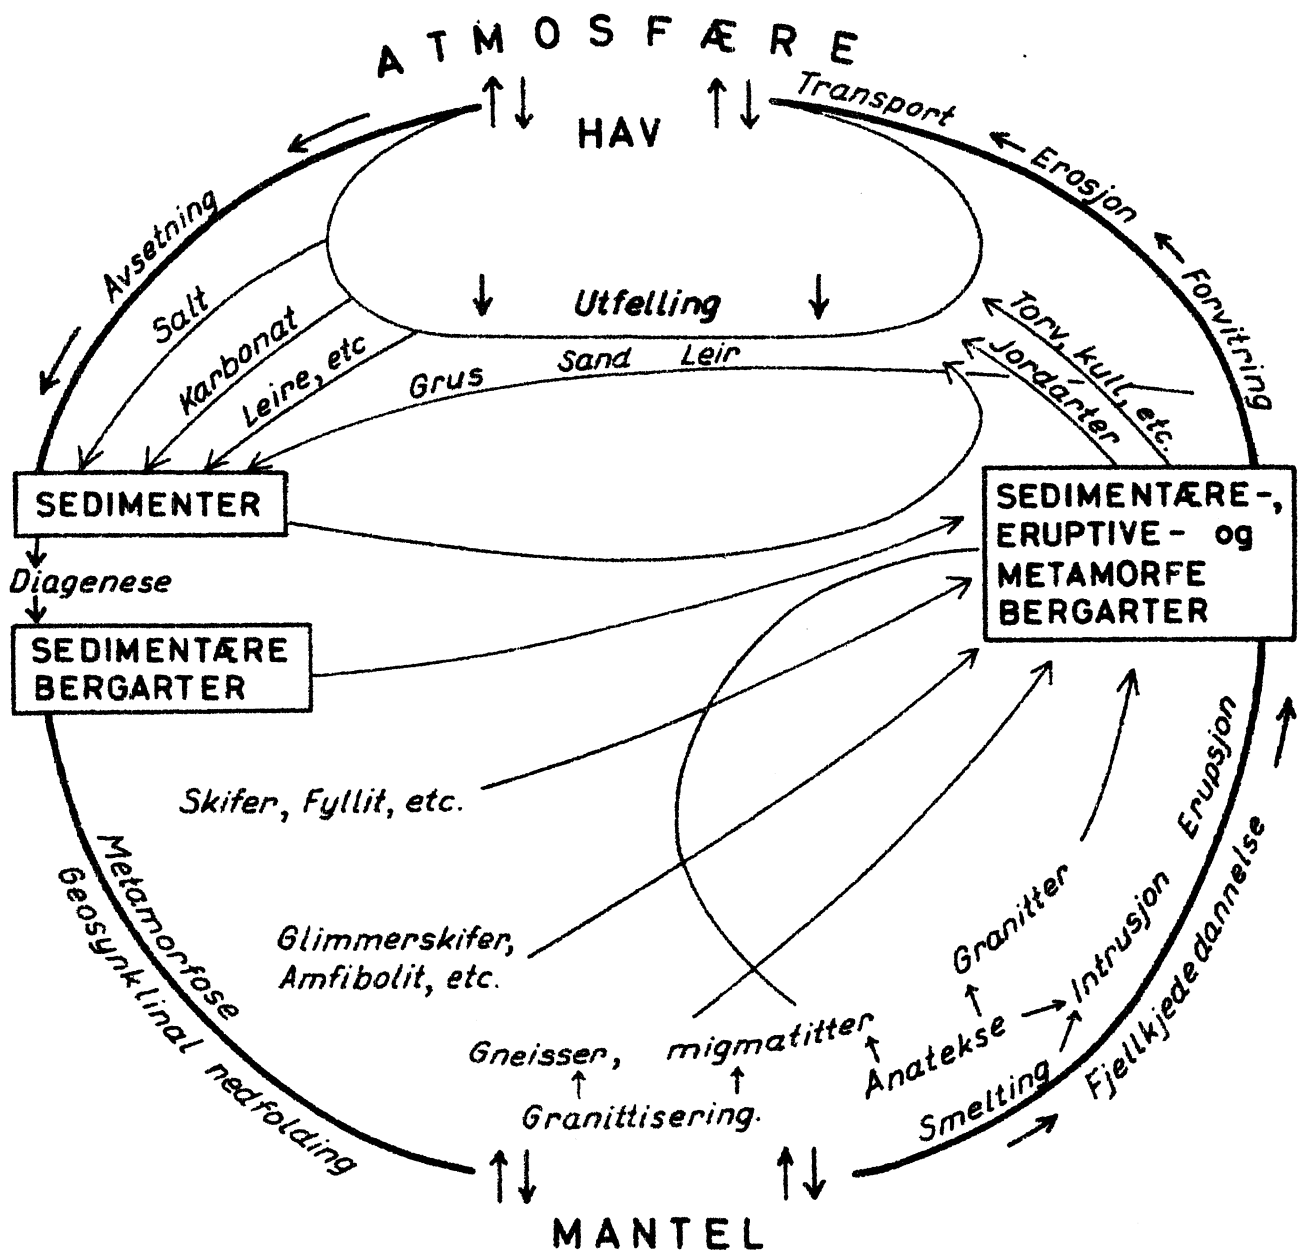 ATMOSFÆRE
HAV
Transport
Erosjon
Forvitring
Avsetning
Salt
Karbonat
Leire, etc
Utfelling
Grus Sand Leir
Torv, kull, etc.
Jordárter
SEDIMENTER
Diagenese
SEDIMENTÆRE
BERGARTER
SEDIMENTÆRE-,
ERUPTIVE- og
METAMORFE
BERGARTER
Skifer, Fyllit, etc.
Metamorfose
Geosynklinal nedfolding
Glimmerskifer,
Amfibolit, etc.
Gneisser, migmatitter
Granittisering.
Anatekse
Granitter
Smelting
Intrusjon
Erupsjon
Fjellkjededannelse
MANTEL